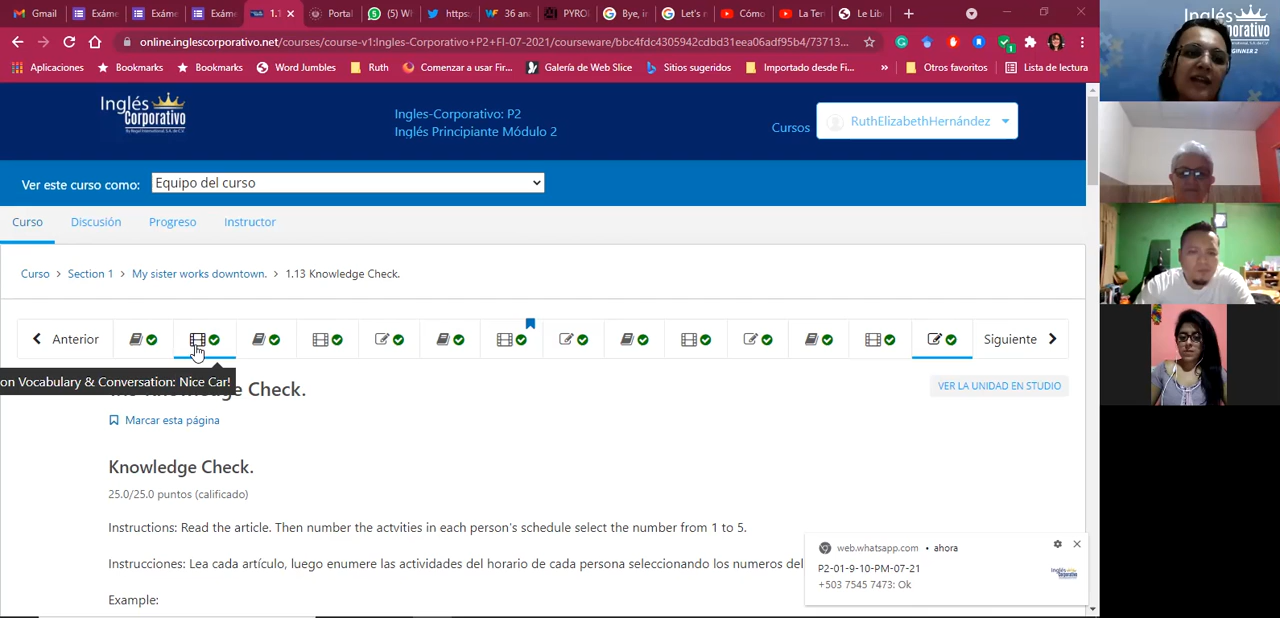 Gmail Exáme Exáme Exáme 1.1 Portal (5) W https: 36 an PYRO Bye, in Let's r Cómo La Ter Le Lib
online.inglescorporativo.net/courses/course-v1:Ingles-Corporativo+P2+FI-07-2021/courseware/bbc4fdc4305942cdbd31eea06adf95b4/73713...
Aplicaciones Bookmarks Bookmarks Word Jumbles Ruth Comenzar a usar Fir... Galería de Web Slice Sitios sugeridos Importado desde Fi... » Otros favoritos Lista de lectura
Inglés
Corporativo
Ingles-Corporativo: P2
Inglés Principiante Módulo 2
Cursos
RuthElizabethHernández
Ver este curso como: Equipo del curso
Curso Discusión Progreso Instructor
Curso > Section 1 > My sister works downtown. > 1.13 Knowledge Check.
Anterior Siguiente
on Vocabulary & Conversation: Nice Car!
Knowledge Check.
VER LA UNIDAD EN STUDIO
Marcar esta página
Knowledge Check.
25.0/25.0 puntos (calificado)
Instructions: Read the article. Then number the actvities in each person's schedule select the number from 1 to 5.
Instrucciones: Lea cada artículo, luego enumere las actividades del horario de cada persona seleccionando los numeros del
Example:
web.whatsapp.com • ahora
P2-01-9-10-PM-07-21
+503 7545 7473: Ok
Inglés